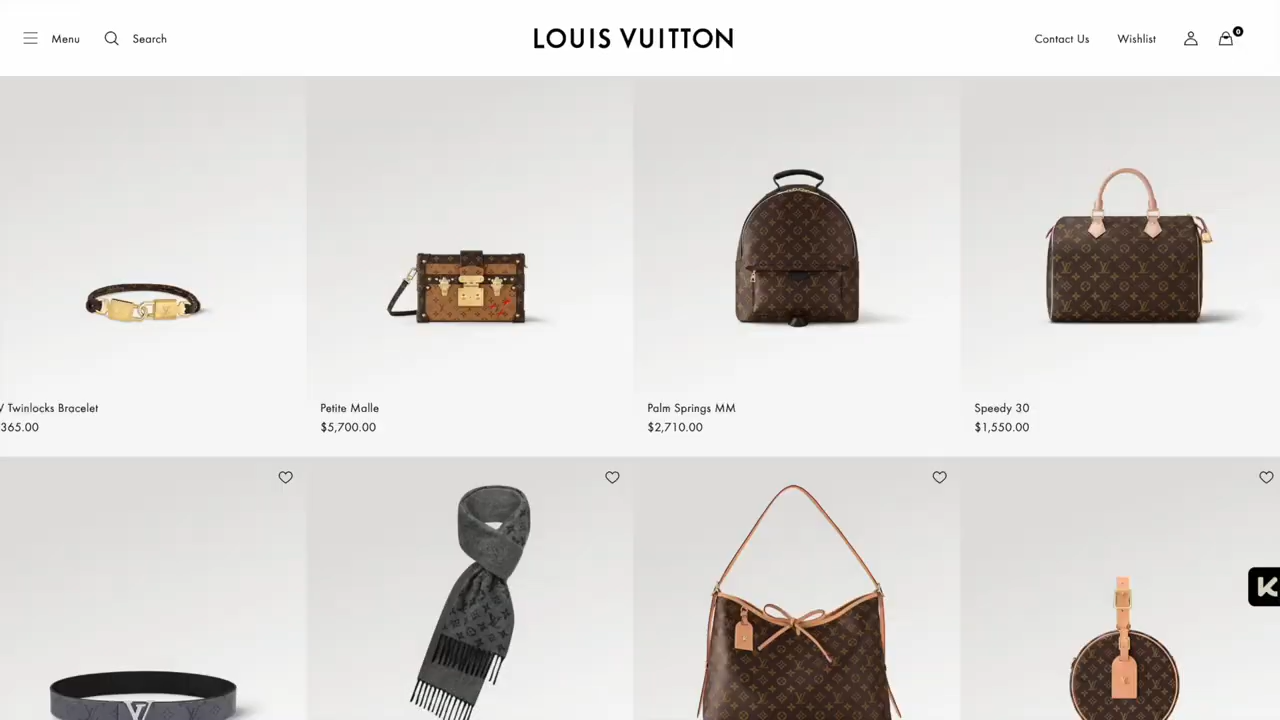 Menu
Search
LOUIS VUITTON
Contact Us
Wishlist
0
Twinlocks Bracelet
365.00
Petite Malle
$5,700.00
Palm Springs MM
$2,710.00
Speedy 30
$1,550.00
K